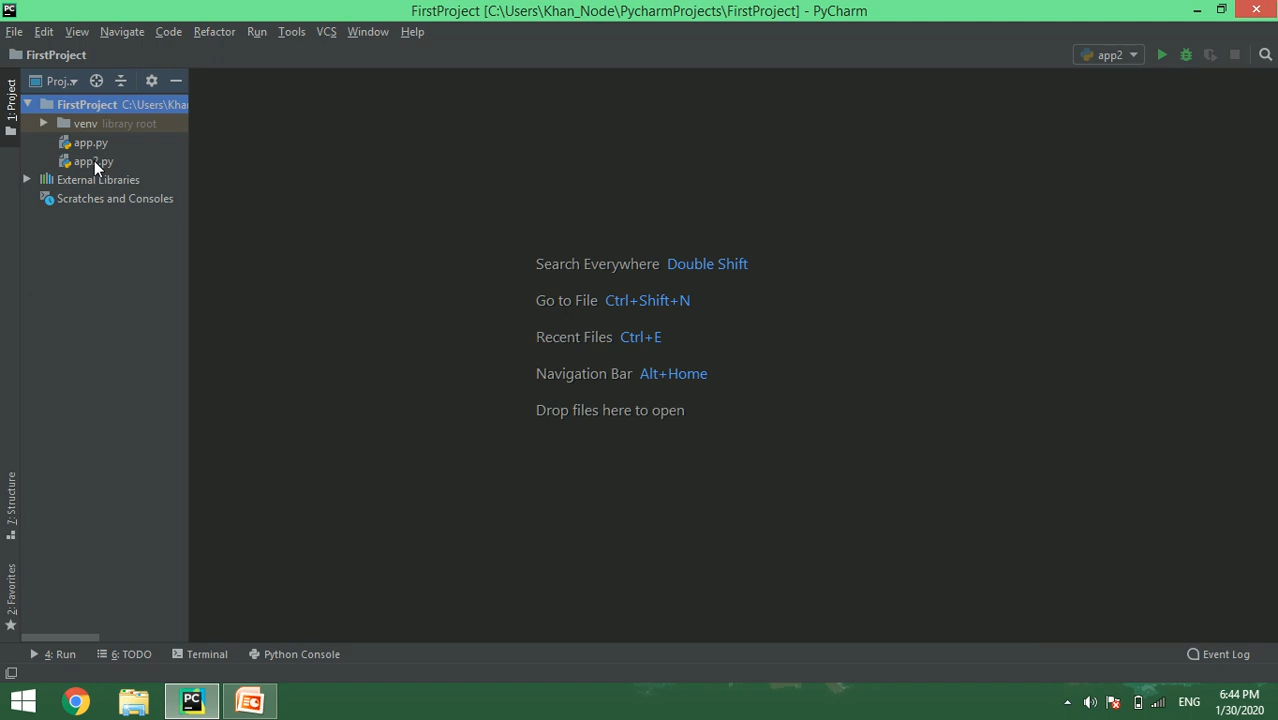 FirstProject [C:\Users\Khan_Node\PycharmProjects\FirstProject] - PyCharm
File Edit View Navigate Code Refactor Run Tools VCS Window Help
FirstProject
app2
1: Project
Proj..
FirstProject C:\Users\Khan
venv library root
app.py
app2.py
External Libraries
Scratches and Consoles
Search Everywhere Double Shift
Go to File Ctrl+Shift+N
Recent Files Ctrl+E
Navigation Bar Alt+Home
Drop files here to open
7: Structure
2: Favorites
4: Run 6: TODO Terminal Python Console Event Log
ENG
6:44 PM
1/30/2020